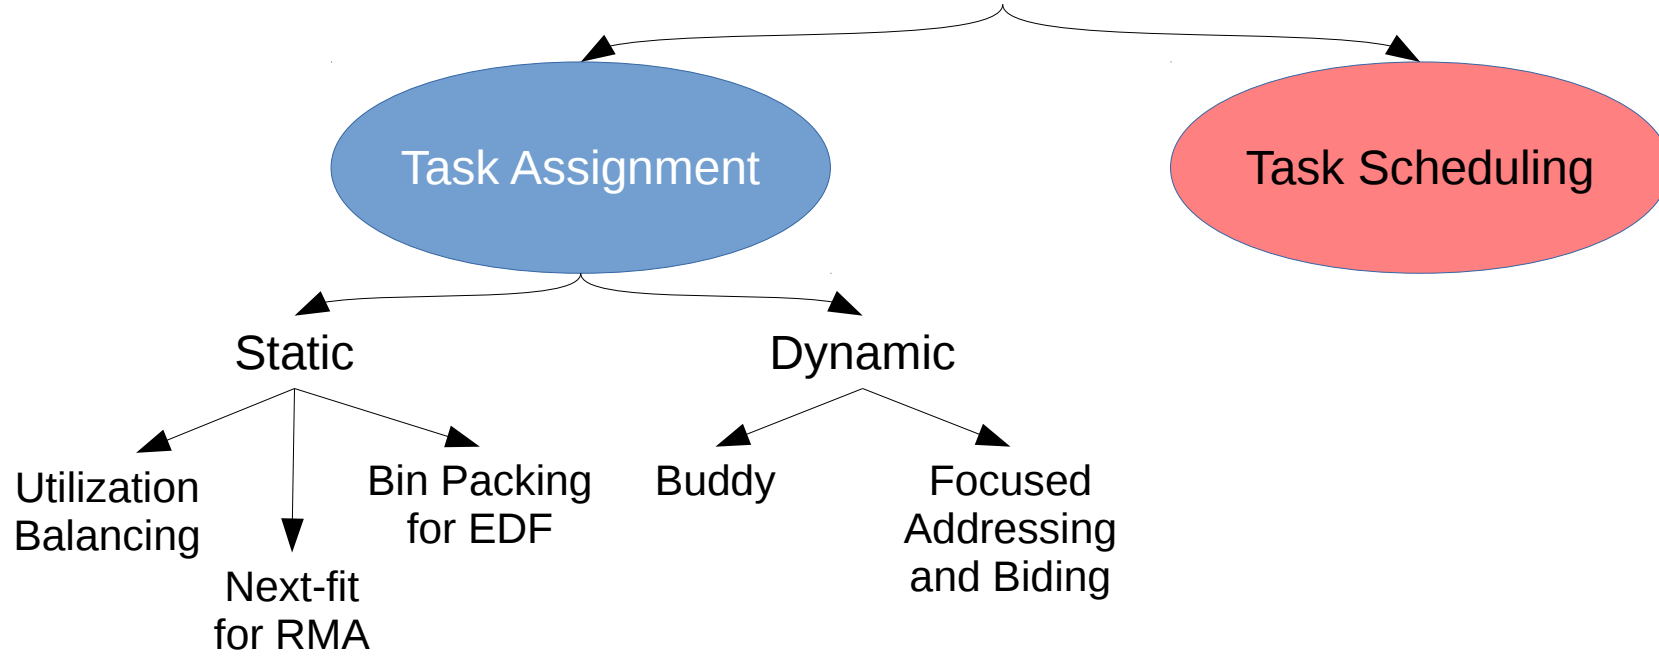 Task Assignment
Task Scheduling
Static
Dynamic
Utilization
Balancing
Next-fit
for RMA
Bin Packing
for EDF
Buddy
Focused
Addressing
and Biding